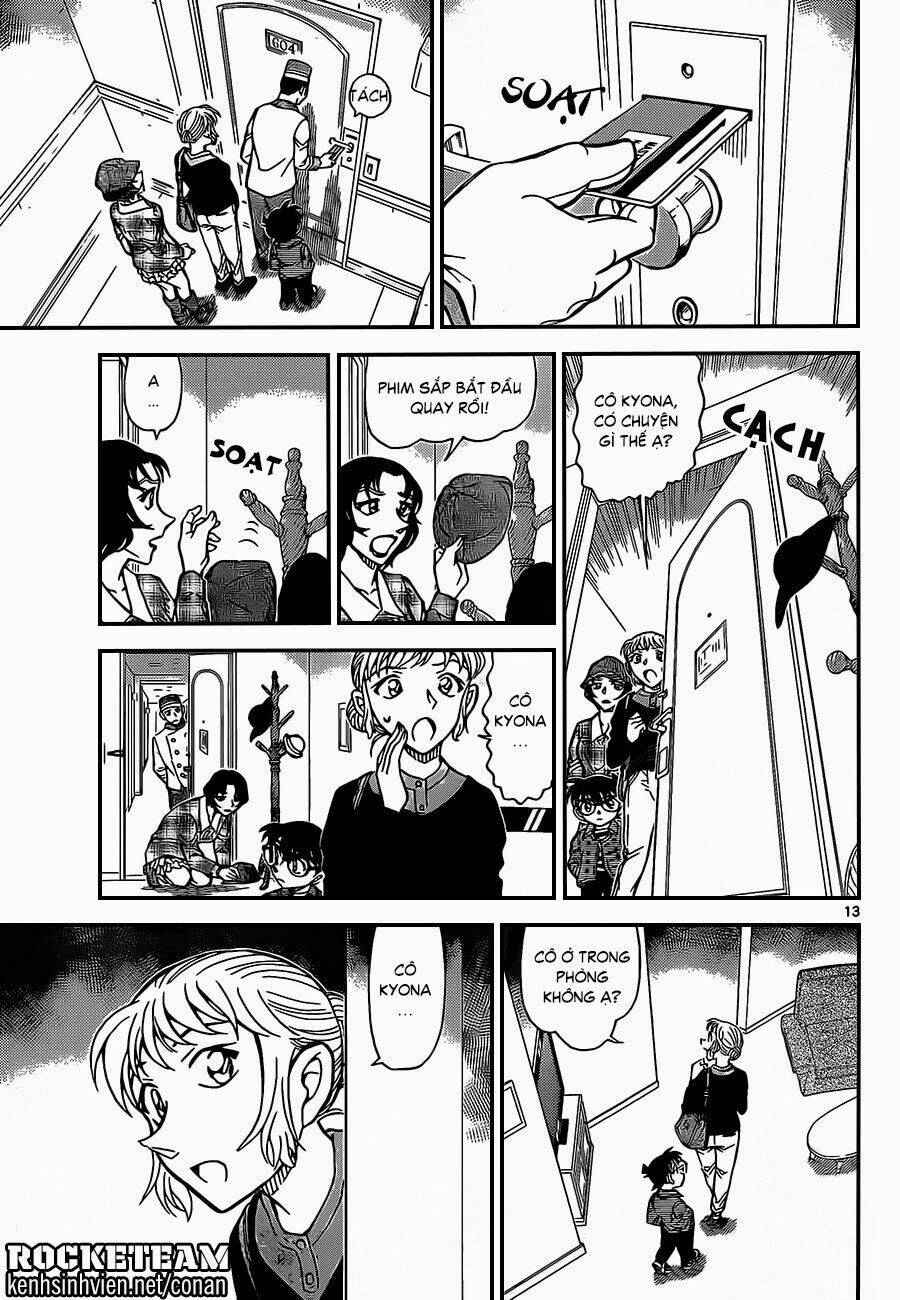 SOẠT
604
TÁCH
CẠCH
CÔ KYONA,
CÓ CHUYỆN
GÌ THẾ Ạ?
PHIM SẮP BẮT ĐẦU
QUAY RỒI!
A
...
SOẠT
CÔ
KYONA
...
13
CÔ Ở TRONG
PHÒNG
KHÔNG Ạ?
CÔ
KYONA
...
ROCKETEAM
kenhsinhvien.net/conan